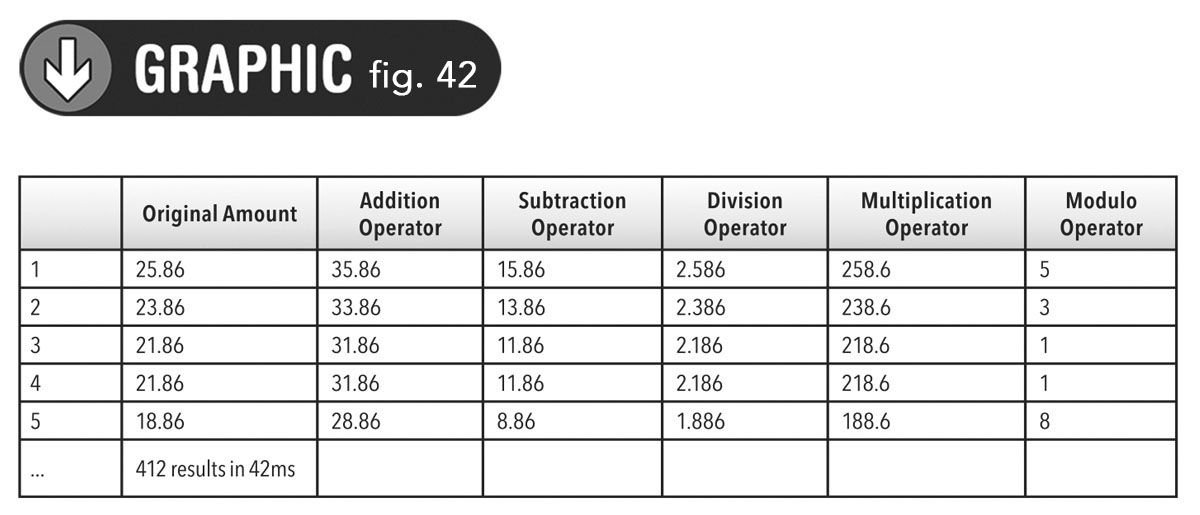 GRAPHIC fig. 42
Original Amount Addition Operator Subtraction Operator Division Operator Multiplication Operator Modulo Operator
1 25.86 35.86 15.86 2.586 258.6 5
2 23.86 33.86 13.86 2.386 238.6 3
3 21.86 31.86 11.86 2.186 218.6 1
4 21.86 31.86 11.86 2.186 218.6 1
5 18.86 28.86 8.86 1.886 188.6 8
... 412 results in 42ms